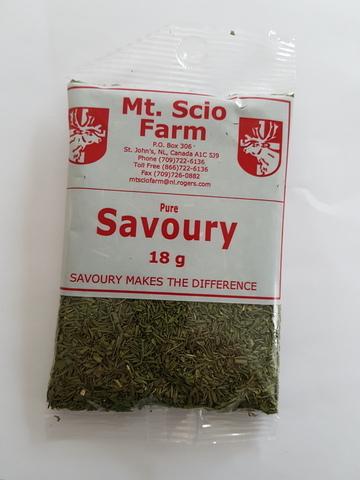 Mt. Scio
Farm
P.O. Box 306
St. John's, NL, Canada A1C 5J9
Phone (709)722-6136
Toll Free (866)722-6136
Fax (709)726-0882
mtsciofarm@nl.rogers.com
Pure
Savoury
18 g
SAVOURY MAKES THE DIFFERENCE